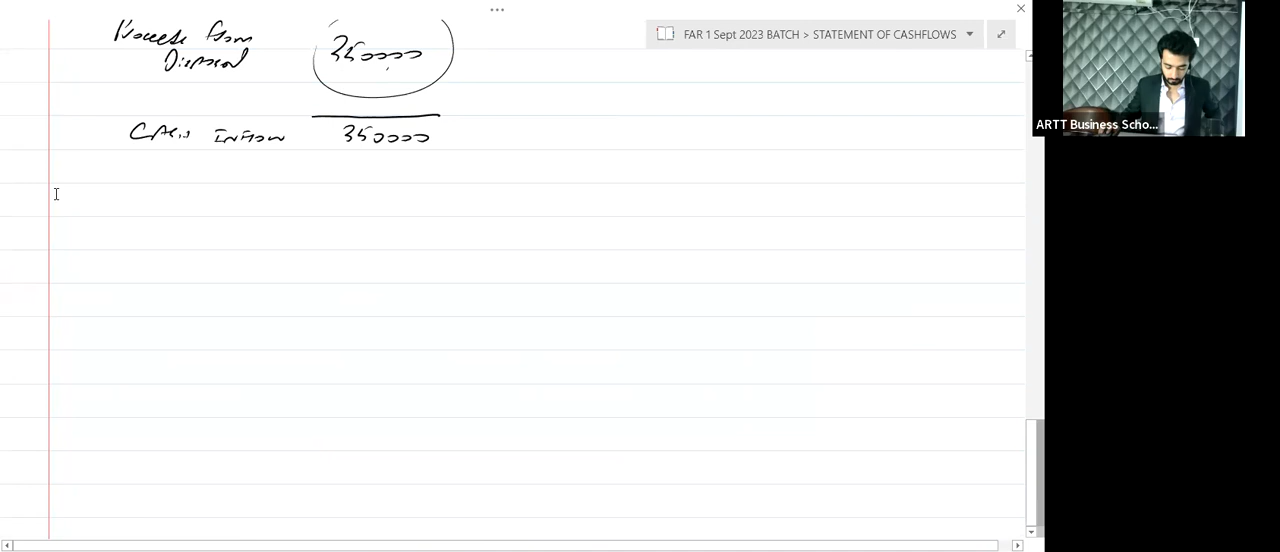 FAR 1 Sept 2023 BATCH > STATEMENT OF CASHFLOWS
Proceeds from
Disposal
350000
Cash Inflow 350000
ARTT Business Scho...